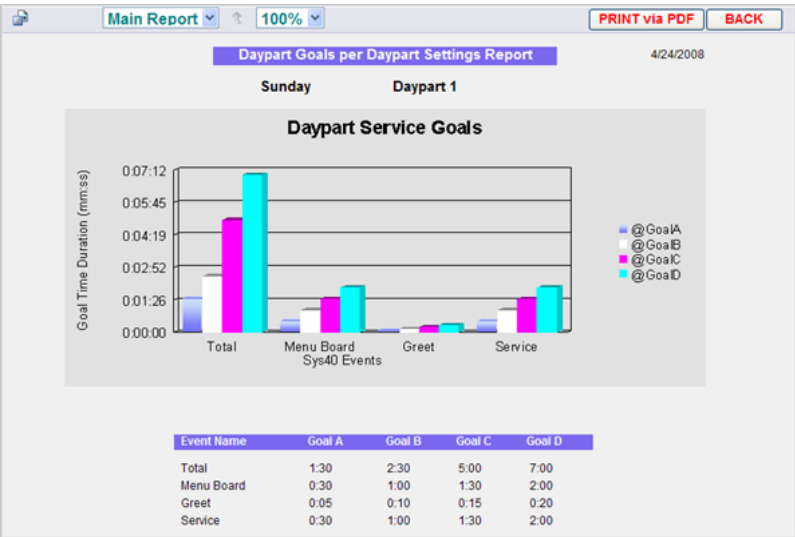 Main Report 100% PRINT via PDF BACK
Daypart Goals per Daypart Settings Report 4/24/2008
Sunday Daypart 1
Daypart Service Goals
Goal Time Duration (mm:ss)
0:07:12
0:05:45
0:04:19
0:02:52
0:01:26
0:00:00
Total Menu Board Greet Service
Sys40 Events
@GoalA
@GoalB
@GoalC
@GoalD
Event Name Goal A Goal B Goal C Goal D
Total 1:30 2:30 5:00 7:00
Menu Board 0:30 1:00 1:30 2:00
Greet 0:05 0:10 0:15 0:20
Service 0:30 1:00 1:30 2:00